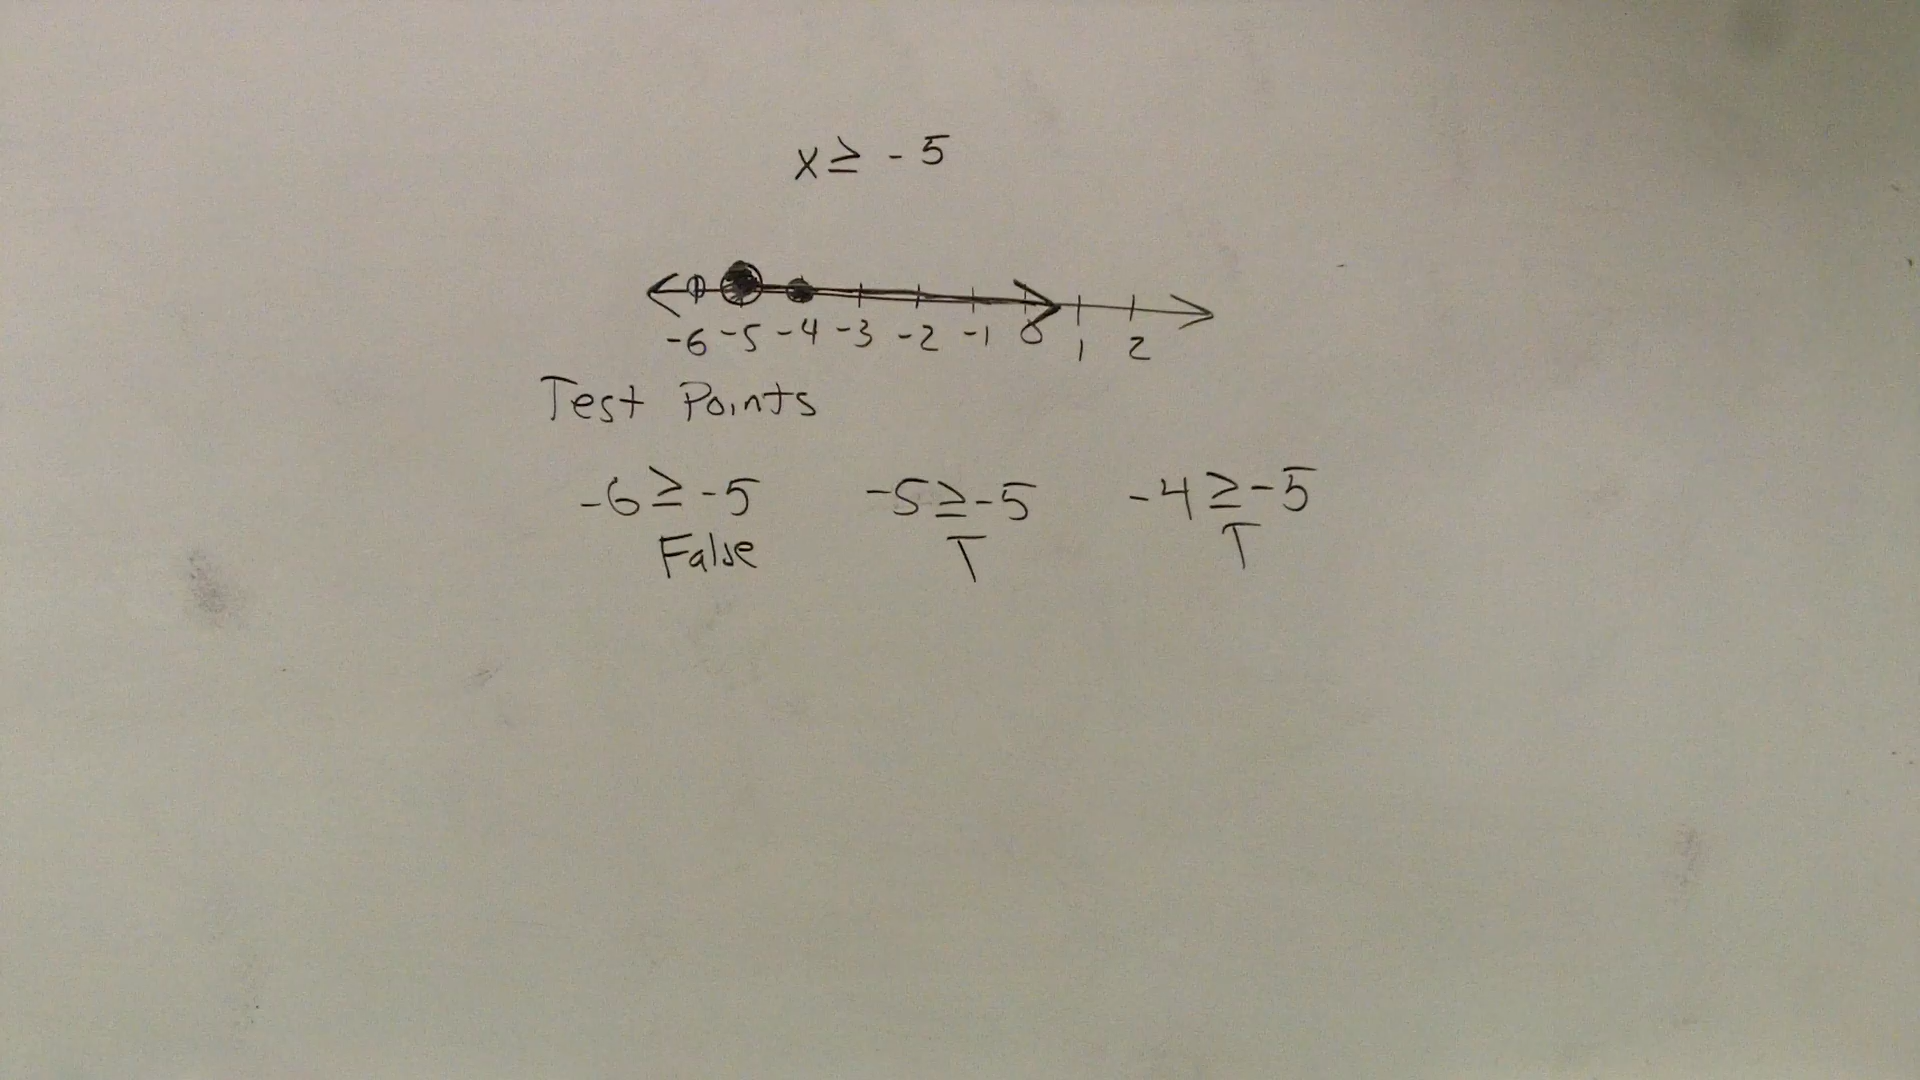 x ≥ - 5
-6 -5 -4 -3 -2 -1 0 1 2
Test Points
-6 ≥ -5 -5 ≥ -5 -4 ≥ -5
False T T